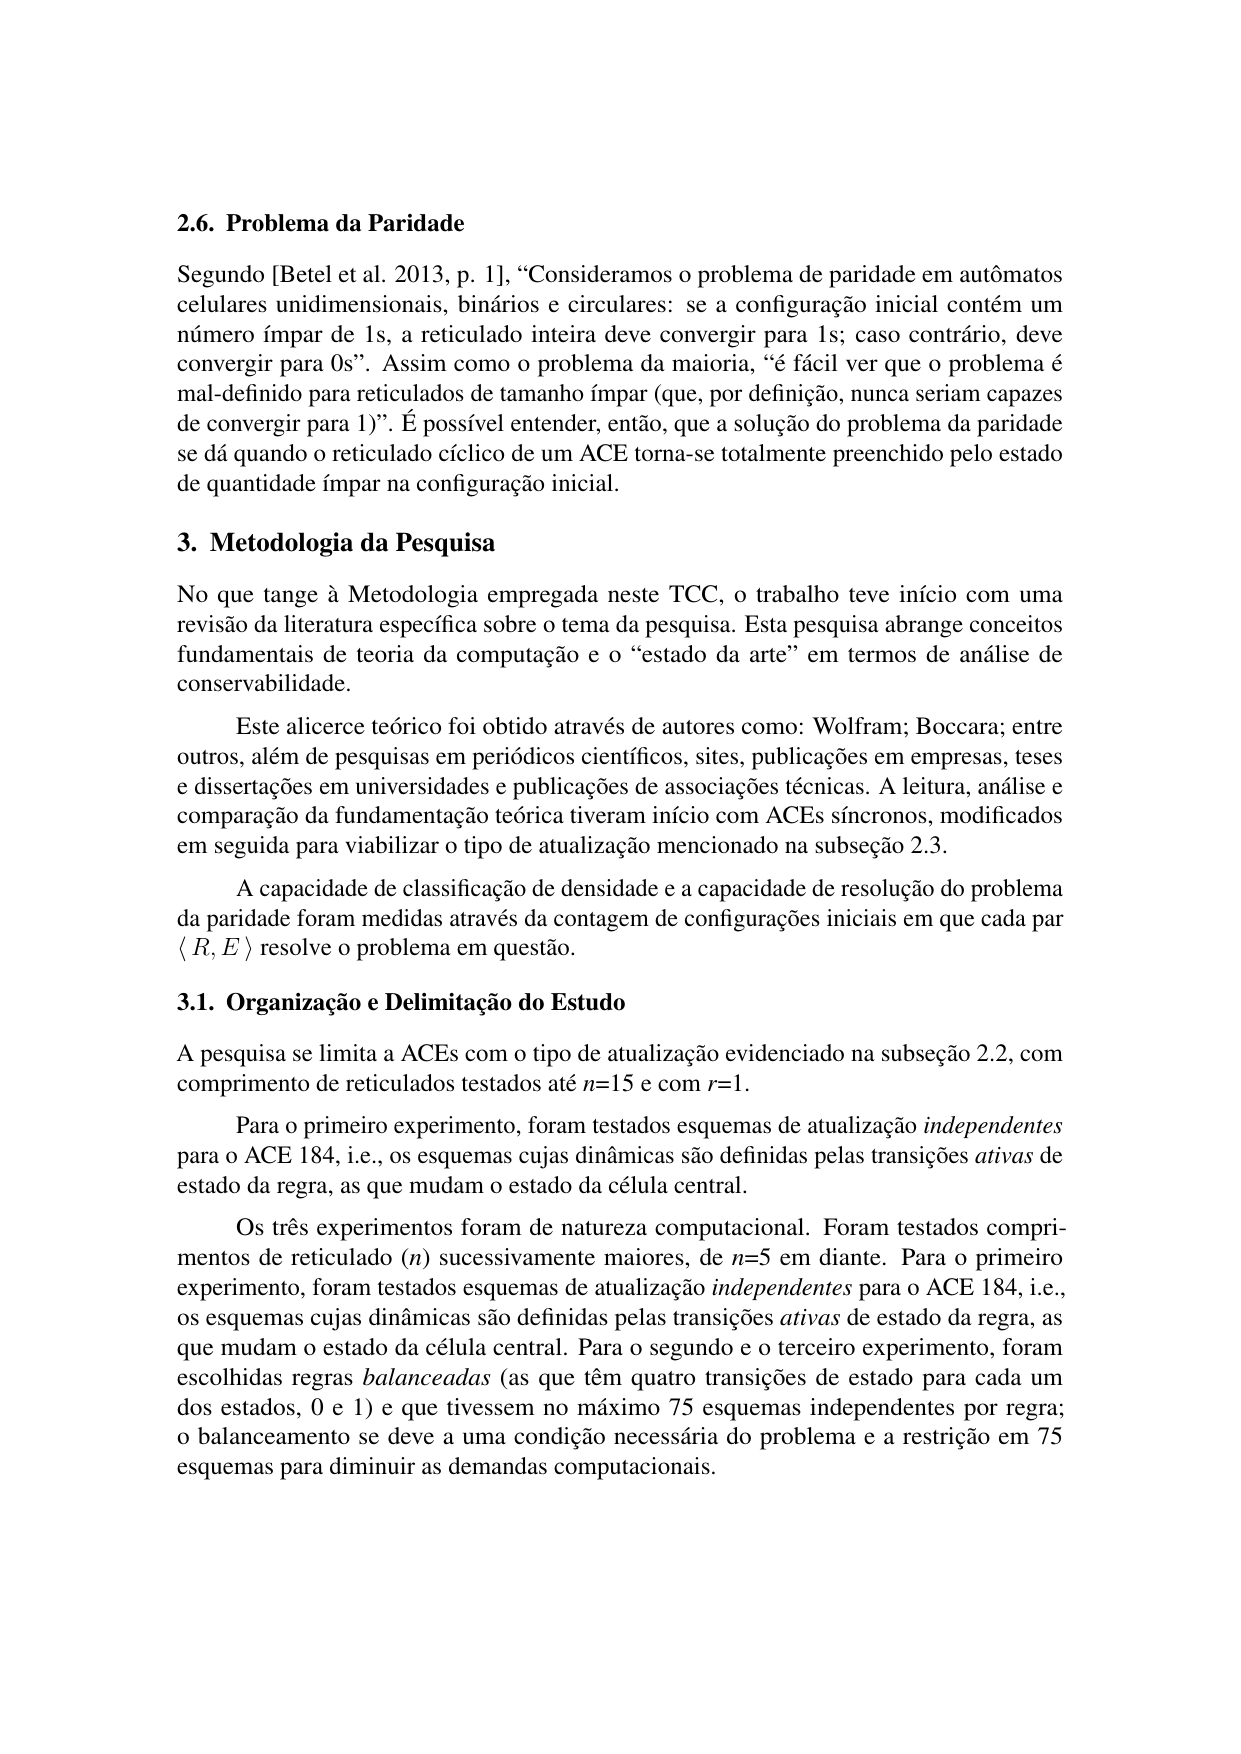 2.6. Problema da Paridade
Segundo [Betel et al. 2013, p. 1], “Consideramos o problema de paridade em autômatos
celulares unidimensionais, binários e circulares: se a configuração inicial contém um
número ímpar de 1s, a reticulado inteira deve convergir para 1s; caso contrário, deve
convergir para 0s”. Assim como o problema da maioria, “é fácil ver que o problema é
mal-definido para reticulados de tamanho ímpar (que, por definição, nunca seriam capazes
de convergir para 1)”. É possível entender, então, que a solução do problema da paridade
se dá quando o reticulado cíclico de um ACE torna-se totalmente preenchido pelo estado
de quantidade ímpar na configuração inicial.
3. Metodologia da Pesquisa
No que tange à Metodologia empregada neste TCC, o trabalho teve início com uma
revisão da literatura específica sobre o tema da pesquisa. Esta pesquisa abrange conceitos
fundamentais de teoria da computação e o “estado da arte” em termos de análise de
conservabilidade.
Este alicerce teórico foi obtido através de autores como: Wolfram; Boccara; entre
outros, além de pesquisas em periódicos científicos, sites, publicações em empresas, teses
e dissertações em universidades e publicações de associações técnicas. A leitura, análise e
comparação da fundamentação teórica tiveram início com ACEs síncronos, modificados
em seguida para viabilizar o tipo de atualização mencionado na subseção 2.3.
A capacidade de classificação de densidade e a capacidade de resolução do problema
da paridade foram medidas através da contagem de configurações iniciais em que cada par
⟨ R, E ⟩ resolve o problema em questão.
3.1. Organização e Delimitação do Estudo
A pesquisa se limita a ACEs com o tipo de atualização evidenciado na subseção 2.2, com
comprimento de reticulados testados até n=15 e com r=1.
Para o primeiro experimento, foram testados esquemas de atualização independentes
para o ACE 184, i.e., os esquemas cujas dinâmicas são definidas pelas transições ativas de
estado da regra, as que mudam o estado da célula central.
Os três experimentos foram de natureza computacional. Foram testados compri-
mentos de reticulado (n) sucessivamente maiores, de n=5 em diante. Para o primeiro
experimento, foram testados esquemas de atualização independentes para o ACE 184, i.e.,
os esquemas cujas dinâmicas são definidas pelas transições ativas de estado da regra, as
que mudam o estado da célula central. Para o segundo e o terceiro experimento, foram
escolhidas regras balanceadas (as que têm quatro transições de estado para cada um
dos estados, 0 e 1) e que tivessem no máximo 75 esquemas independentes por regra;
o balanceamento se deve a uma condição necessária do problema e a restrição em 75
esquemas para diminuir as demandas computacionais.